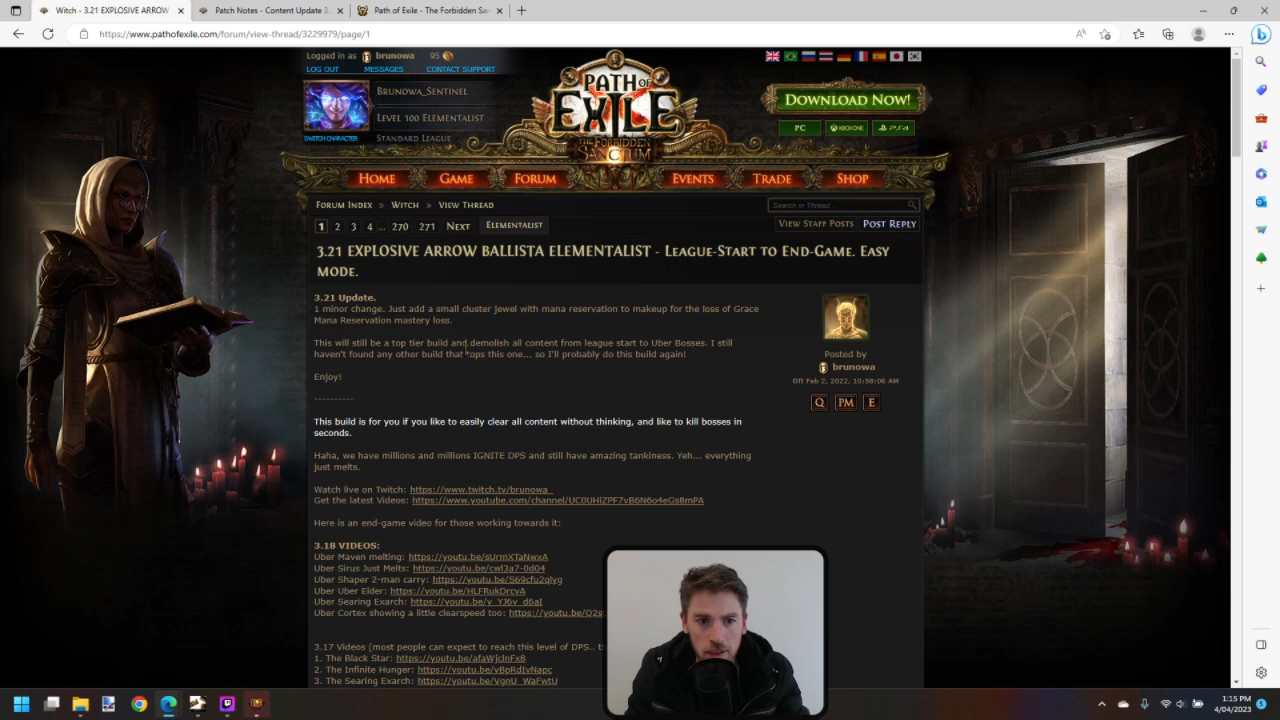 Witch - 3.21 EXPLOSIVE ARROW
Patch Notes - Content Update 3.
Path of Exile - The Forbidden Sa
https://www.pathofexile.com/forum/view-thread/3229979/page/1
Logged in as brunowa 95
LOG OUT MESSAGES CONTACT SUPPORT
Brunowa_Sentinel
Level 100 Elementalist
SWITCH CHARACTER Standard League
PATH OF EXILE
THE FORBIDDEN SANCTUM
DOWNLOAD NOW!
PC XBOX ONE PS4
HOME GAME FORUM EVENTS TRADE SHOP
Forum Index » Witch » View Thread
Search in Thread...
1 2 3 4 ... 270 271 Next Elementalist
View Staff Posts Post Reply
3.21 EXPLOSIVE ARROW BALLISTA ELEMENTALIST - League-Start to End-Game. Easy
Mode.
3.21 Update.
1 minor change. Just add a small cluster jewel with mana reservation to makeup for the loss of Grace
Mana Reservation mastery loss.
This will still be a top tier build and demolish all content from league start to Uber Bosses. I still
haven't found any other build that tops this one... so I'll probably do this build again!
Enjoy!
----------
This build is for you if you like to easily clear all content without thinking, and like to kill bosses in
seconds.
Haha, we have millions and millions IGNITE DPS and still have amazing tankiness. Yeh... everything
just melts.
Watch live on Twitch: https://www.twitch.tv/brunowa_
Get the latest Videos: https://www.youtube.com/channel/UC0UHiZPF7vB6N6o4eGs8mPA
Here is an end-game video for those working towards it:
3.18 VIDEOS:
Uber Maven melting: https://youtu.be/sUrmXTaNwxA
Uber Sirus Just Melts: https://youtu.be/cwl3a7-0d04
Uber Shaper 2-man carry: https://youtu.be/S69cfu2qlyg
Uber Uber Elder: https://youtu.be/HLFRukDrcvA
Uber Searing Exarch: https://youtu.be/v_YJ6v_d6aI
Uber Cortex showing a little clearspeed too: https://youtu.be/Q2s
3.17 Videos (most people can expect to reach this level of DPS.. th
1. The Black Star: https://youtu.be/afaWjclnFx8
2. The Infinite Hunger: https://youtu.be/vBpRdIvNapc
3. The Searing Exarch: https://youtu.be/VgnU_WaFwtU
Posted by
brunowa
on Feb 2, 2022, 10:58:06 AM
Q PM E
1:15 PM
4/04/2023